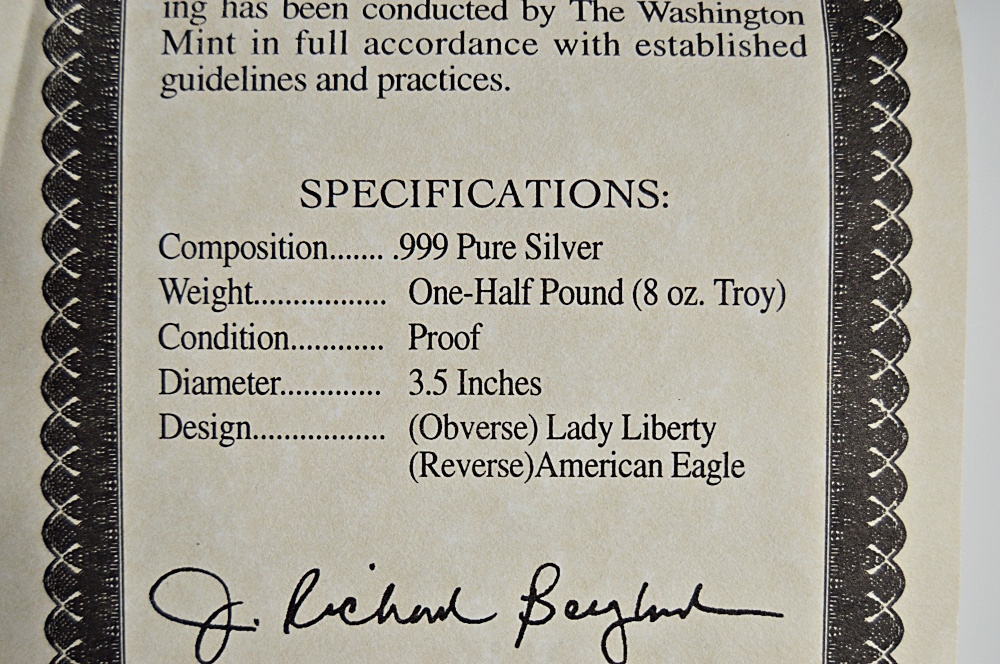 ing has been conducted by The Washington
Mint in full accordance with established
guidelines and practices.
SPECIFICATIONS:
Composition....... .999 Pure Silver
Weight.................. One-Half Pound (8 oz. Troy)
Condition............ Proof
Diameter............. 3.5 Inches
Design.................. (Obverse) Lady Liberty
(Reverse)American Eagle
J. Richard